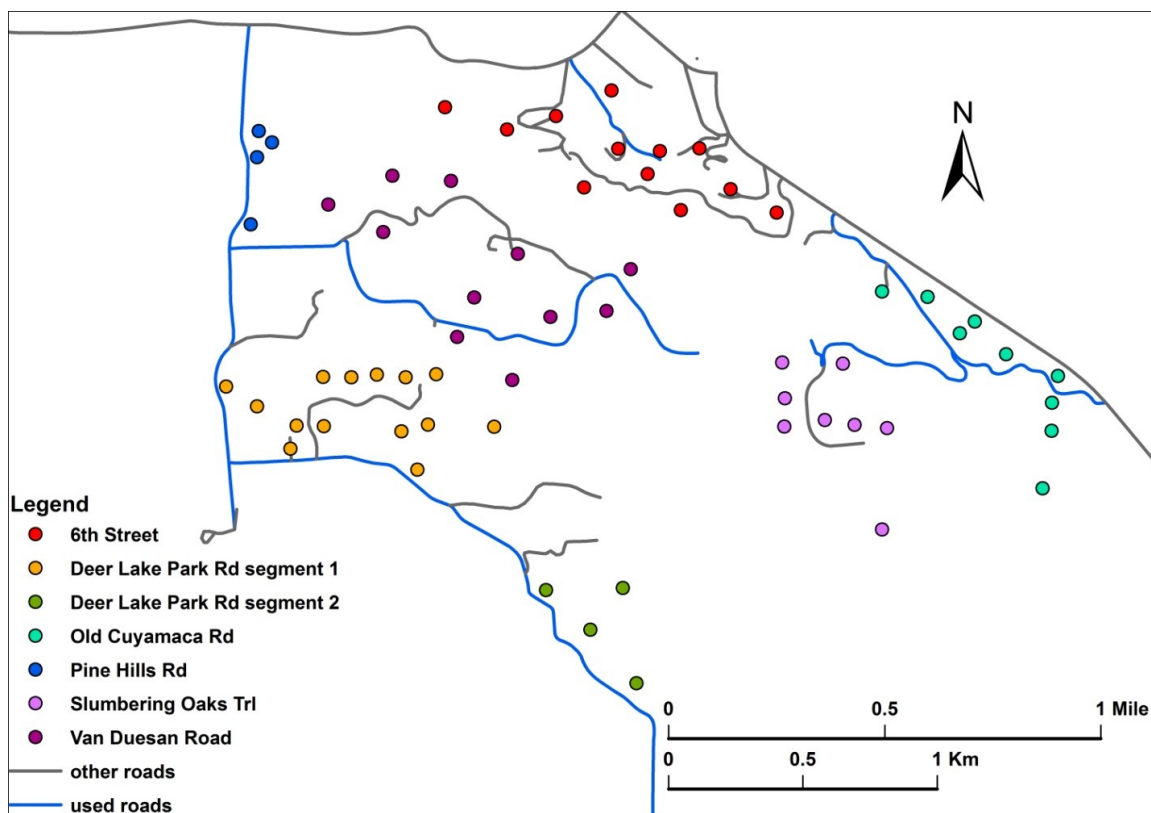 N
Legend
6th Street
Deer Lake Park Rd segment 1
Deer Lake Park Rd segment 2
Old Cuyamaca Rd
Pine Hills Rd
Slumbering Oaks Trl
Van Duesan Road
other roads
used roads
0 0.5 1 Mile
0 0.5 1 Km